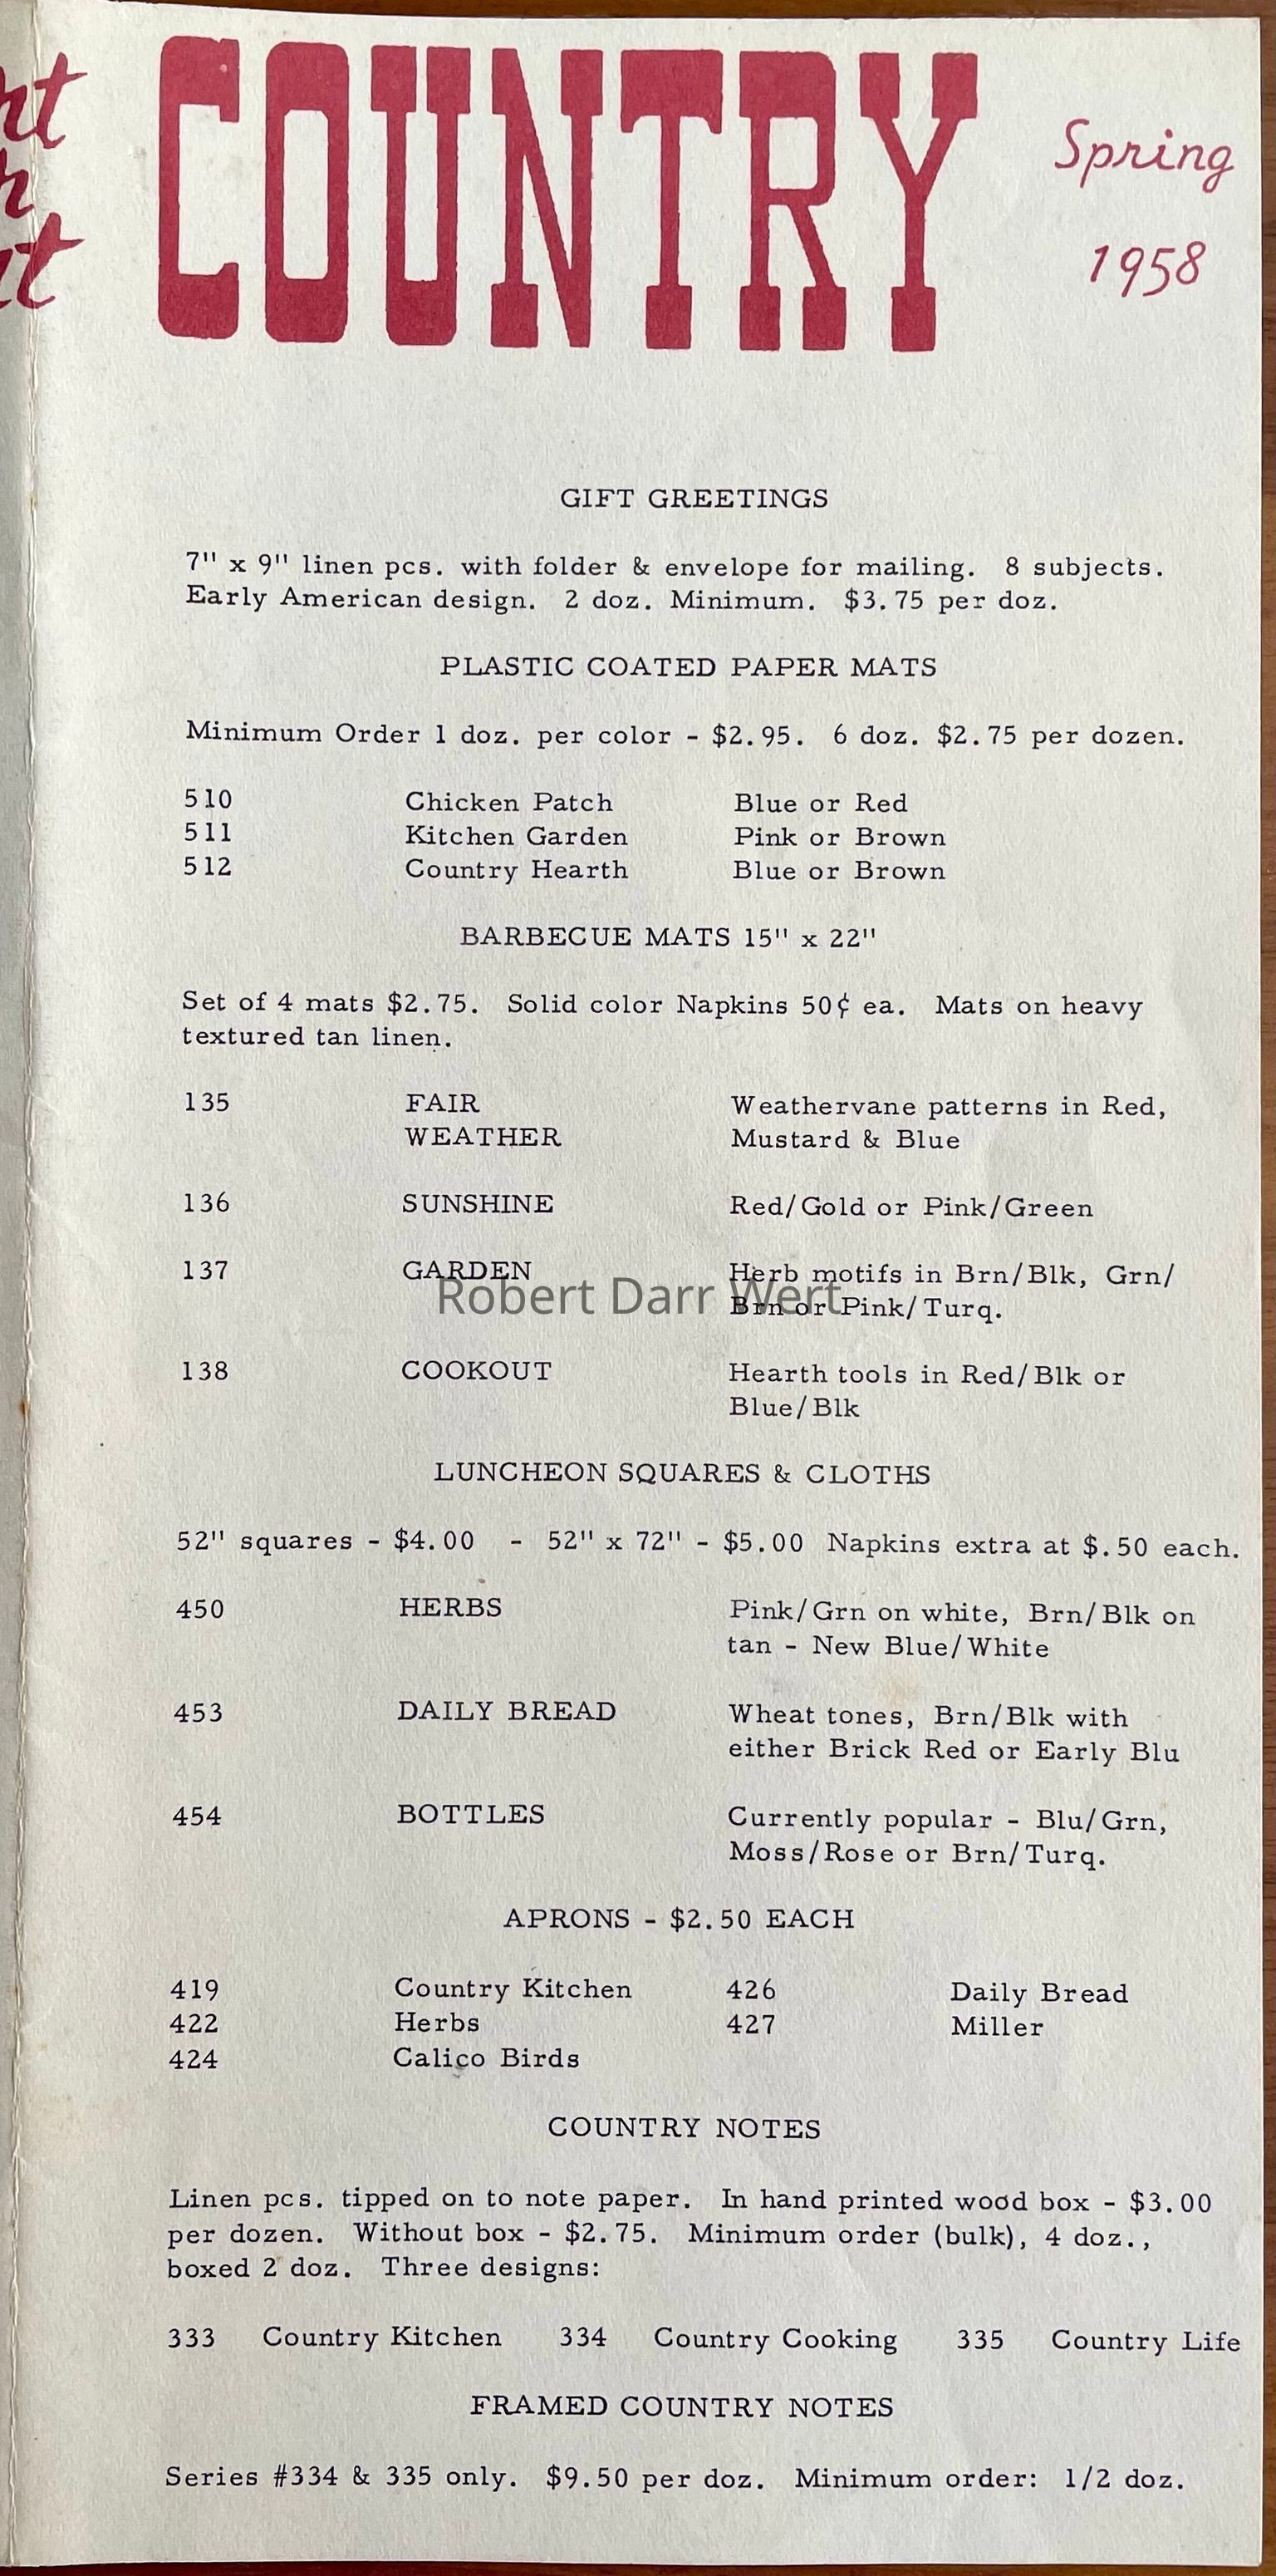 COUNTRY
Spring
1958
GIFT GREETINGS
7" x 9" linen pcs. with folder & envelope for mailing. 8 subjects.
Early American design. 2 doz. Minimum. $3.75 per doz.
PLASTIC COATED PAPER MATS
Minimum Order 1 doz. per color - $2.95. 6 doz. $2.75 per dozen.
510 Chicken Patch Blue or Red
511 Kitchen Garden Pink or Brown
512 Country Hearth Blue or Brown
BARBECUE MATS 15" x 22"
Set of 4 mats $2.75. Solid color Napkins 50¢ ea. Mats on heavy
textured tan linen.
135 FAIR Weathervane patterns in Red,
WEATHER Mustard & Blue
136 SUNSHINE Red/Gold or Pink/Green
137 GARDEN Herb motifs in Brn/Blk, Grn/
Robert Darr Wert
Brn or Pink/Turq.
138 COOKOUT Hearth tools in Red/Blk or
Blue/Blk
LUNCHEON SQUARES & CLOTHS
52" squares - $4.00 - 52" x 72" - $5.00 Napkins extra at $.50 each.
450 HERBS Pink/Grn on white, Brn/Blk on
tan - New Blue/White
453 DAILY BREAD Wheat tones, Brn/Blk with
either Brick Red or Early Blu
454 BOTTLES Currently popular - Blu/Grn,
Moss/Rose or Brn/Turq.
APRONS - $2.50 EACH
419 Country Kitchen 426 Daily Bread
422 Herbs 427 Miller
424 Calico Birds
COUNTRY NOTES
Linen pcs. tipped on to note paper. In hand printed wood box - $3.00
per dozen. Without box - $2.75. Minimum order (bulk), 4 doz.,
boxed 2 doz. Three designs:
333 Country Kitchen 334 Country Cooking 335 Country Life
FRAMED COUNTRY NOTES
Series #334 & 335 only. $9.50 per doz. Minimum order: 1/2 doz.